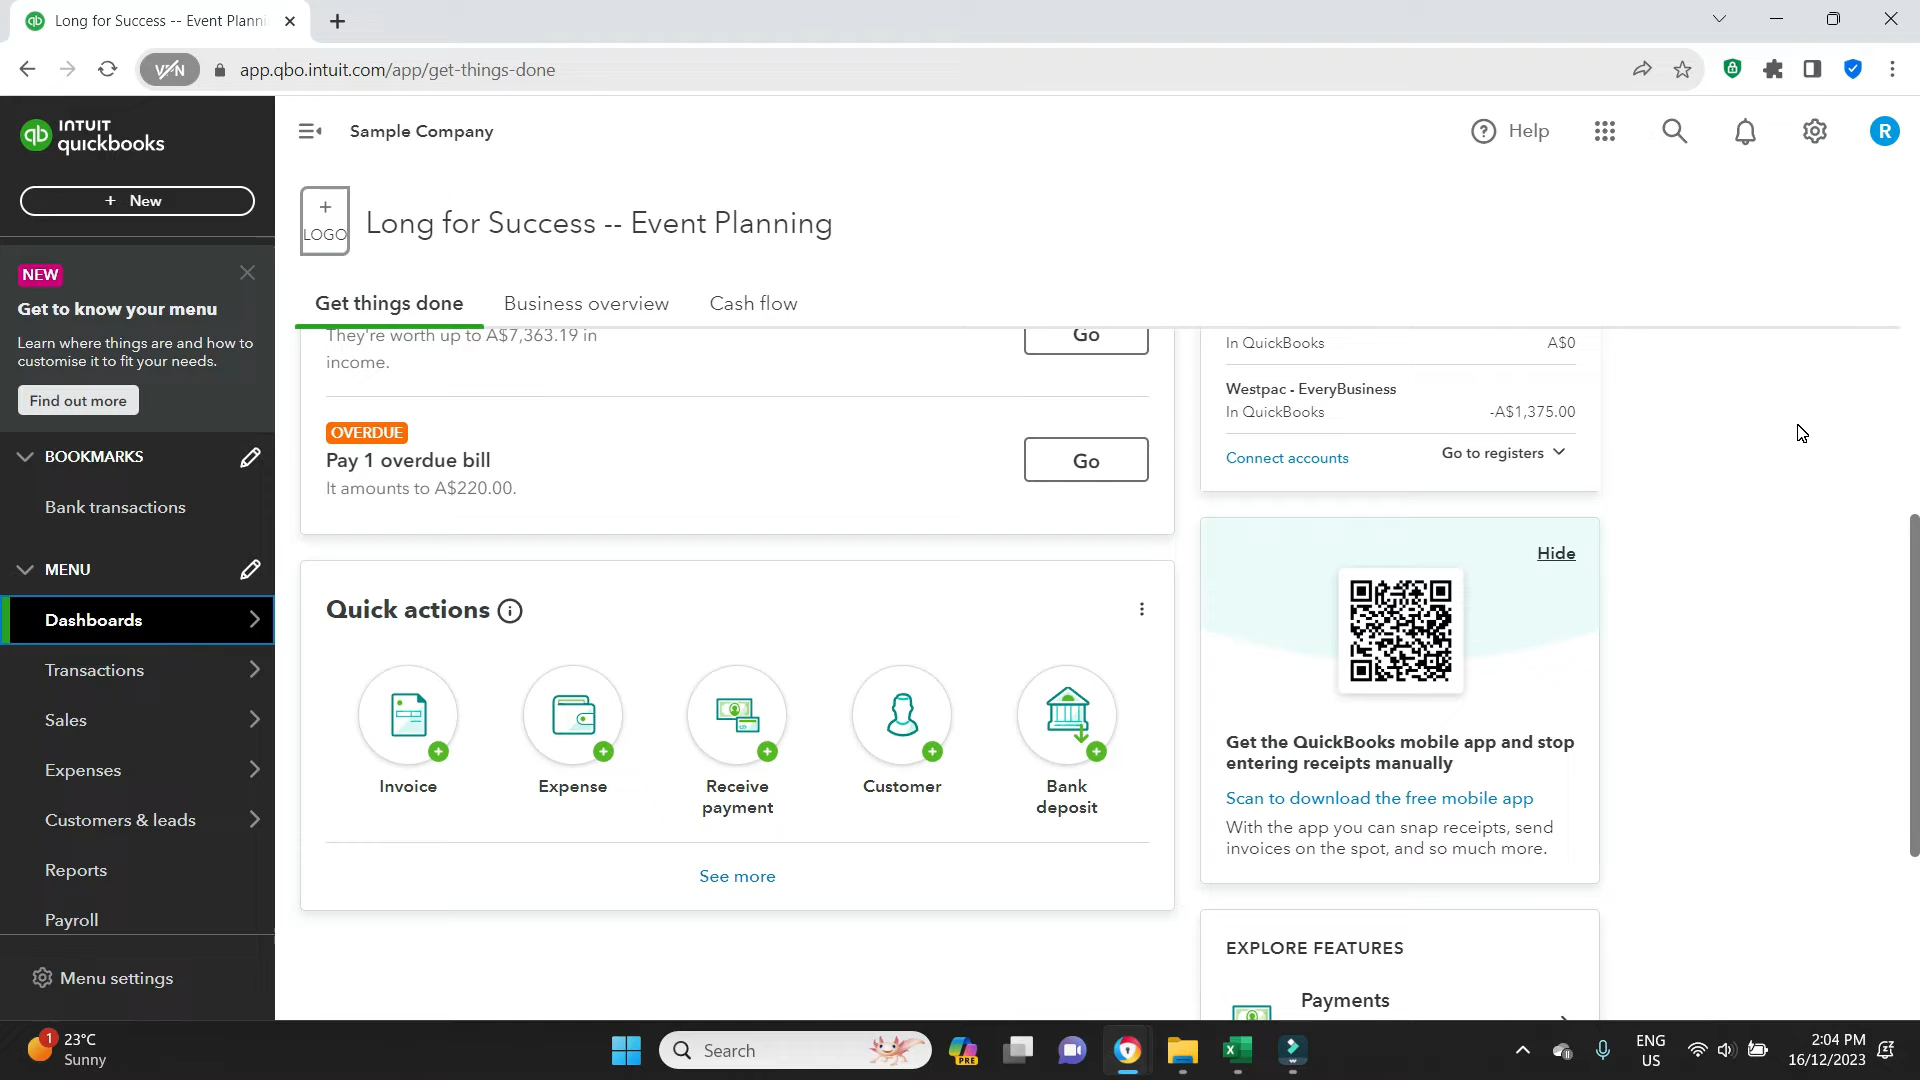 Long for Success -- Event Planni
VPN
app.qbo.intuit.com/app/get-things-done
qb INTUIT
quickbooks
Sample Company
Help
R
+ New
+
LOGO
Long for Success -- Event Planning
NEW
Get to know your menu
Learn where things are and how to
customise it to fit your needs.
Find out more
Get things done
Business overview
Cash flow
They're worth up to A$7,363.19 in
income.
Go
OVERDUE
Pay 1 overdue bill
It amounts to A$220.00.
Go
In QuickBooks A$0
Westpac - EveryBusiness
In QuickBooks -A$1,375.00
Connect accounts
Go to registers
BOOKMARKS
Bank transactions
MENU
Dashboards
Transactions
Sales
Expenses
Customers & leads
Reports
Payroll
Menu settings
Quick actions
Invoice
Expense
Receive
payment
Customer
Bank
deposit
See more
Hide
Get the QuickBooks mobile app and stop
entering receipts manually
Scan to download the free mobile app
With the app you can snap receipts, send
invoices on the spot, and so much more.
EXPLORE FEATURES
Payments
1
23°C
Sunny
Search
PRE
ENG
US
2:04 PM
16/12/2023